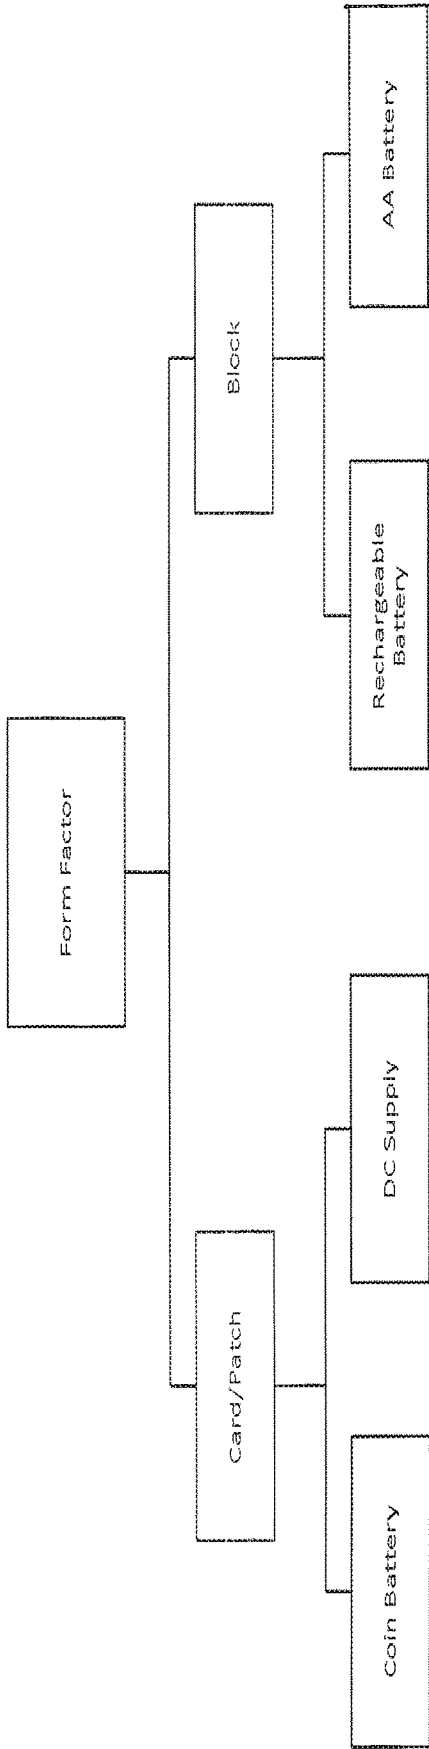 Form Factor
Card/Patch
Block
Coin Battery
DC Supply
Rechargeable
Battery
AA Battery